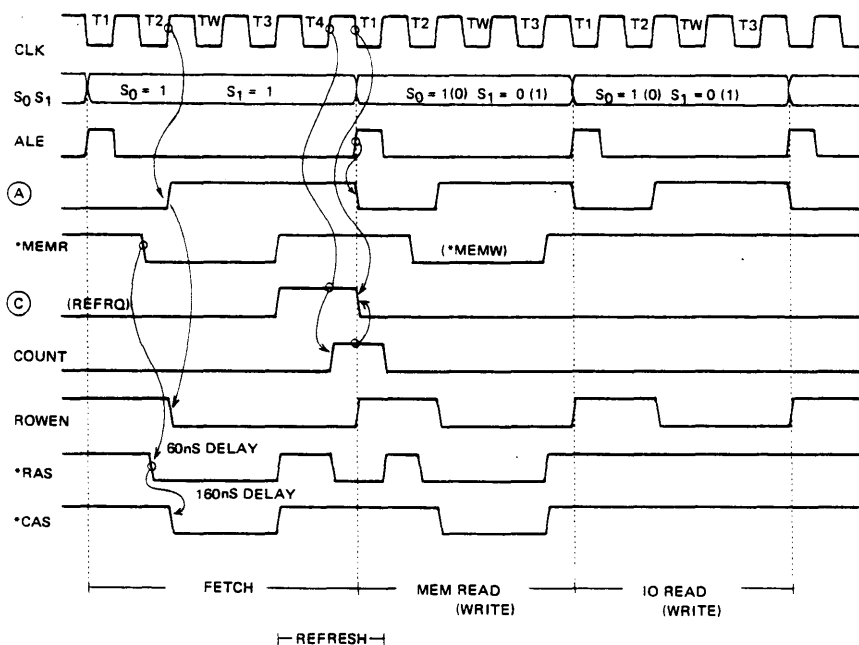 T1 T2 TW T3 T4 T1 T2 TW T3 T1 T2 TW T3
CLK
S0 S1 S0 = 1 S1 = 1 S0 = 1(0) S1 = 0 (1) S0 = 1 (0) S1 = 0 (1)
ALE
A
*MEMR (*MEMW)
C (REFRQ)
COUNT
ROWEN
60nS DELAY
*RAS
160nS DELAY
*CAS
FETCH MEM READ IO READ
(WRITE) (WRITE)
REFRESH